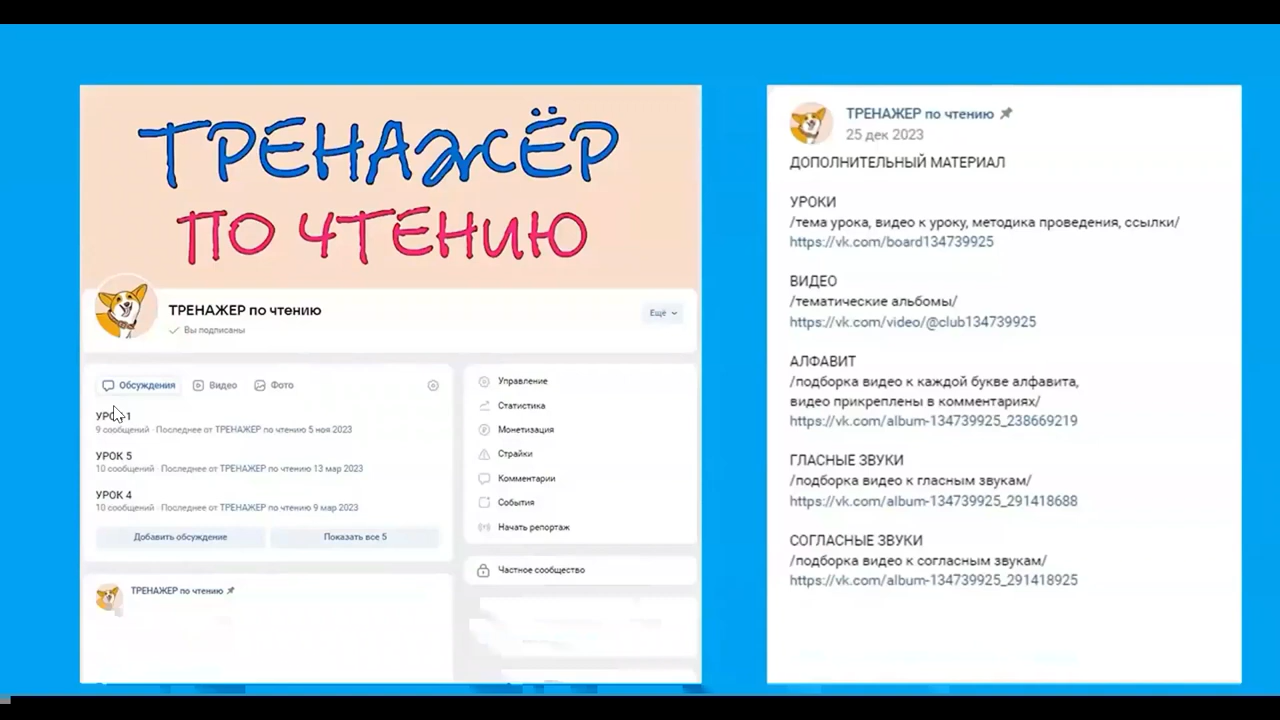 ТРЕНАЖЁР
ПО ЧТЕНИЮ
ТРЕНАЖЕР по чтению
Вы подписаны
Ещё
Обсуждения
Видео
Фото
9 сообщений · Последнее от ТРЕНАЖЕР по чтению 5 ноя 2023
УРОК 5
10 сообщений · Последнее от ТРЕНАЖЕР по чтению 13 мар 2023
УРОК 4
10 сообщений · Последнее от ТРЕНАЖЕР по чтению 9 мар 2023
Добавить обсуждение
Показать все 5
ТРЕНАЖЕР по чтению
Управление
Статистика
Монетизация
Страйки
Комментарии
События
Начать репортаж
Частное сообщество
ТРЕНАЖЕР по чтению
25 дек 2023
ДОПОЛНИТЕЛЬНЫЙ МАТЕРИАЛ
УРОКИ
/тема урока, видео к уроку, методика проведения, ссылки/
https://vk.com/board134739925
ВИДЕО
/тематические альбомы/
https://vk.com/video/@club134739925
АЛФАВИТ
/подборка видео к каждой букве алфавита,
видео прикреплены в комментариях/
https://vk.com/album-134739925_238669219
ГЛАСНЫЕ ЗВУКИ
/подборка видео к гласным звукам/
https://vk.com/album-134739925_291418688
СОГЛАСНЫЕ ЗВУКИ
/подборка видео к согласным звукам/
https://vk.com/album-134739925_291418925